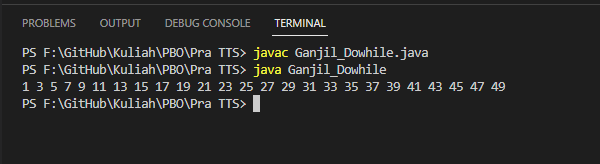 PROBLEMS OUTPUT DEBUG CONSOLE TERMINAL
PS F:\GitHub\Kuliah\PBO\Pra TTS> javac Ganjil_Dowhile.java
PS F:\GitHub\Kuliah\PBO\Pra TTS> java Ganjil_Dowhile
1 3 5 7 9 11 13 15 17 19 21 23 25 27 29 31 33 35 37 39 41 43 45 47 49
PS F:\GitHub\Kuliah\PBO\Pra TTS>